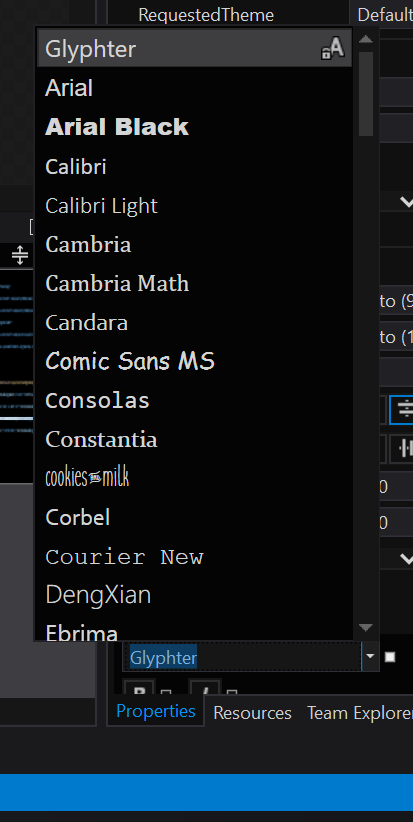 RequestedTheme
Default
Glyphter
Arial
Arial Black
Calibri
Calibri Light
Cambria
Cambria Math
Candara
Comic Sans MS
Consolas
Constantia
cookies and milk
Corbel
Courier New
DengXian
Ebrima
to (9
to (1
0
0
Glyphter
B I
Properties Resources Team Explorer